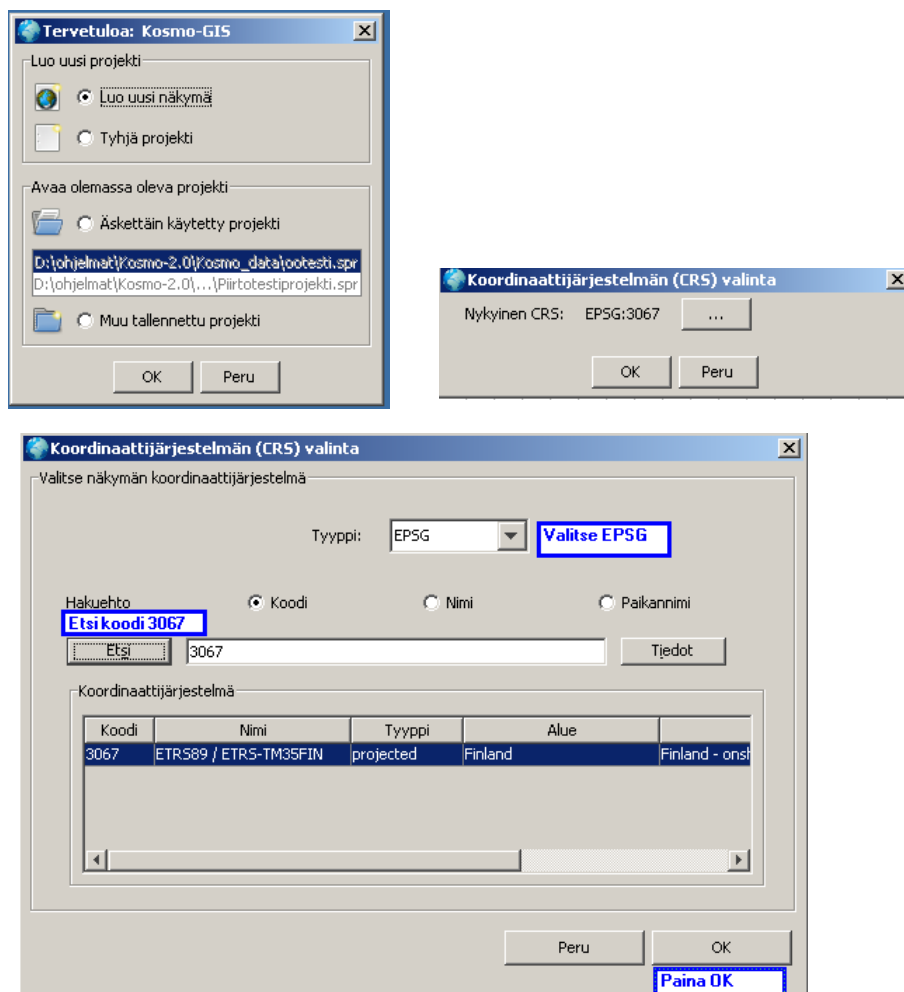 Tervetuloa: Kosmo-GIS
Luo uusi projekti
Luo uusi näkymä
Tyhjä projekti
Avaa olemassa oleva projekti
Äskettäin käytetty projekti
D:\ohjelmat\Kosmo-2.0\Kosmo_data\ootesti.spr
D:\ohjelmat\Kosmo-2.0\...\Piirtotestiprojekti.spr
Muu tallennettu projekti
OK Peru
Koordinaattijärjestelmän (CRS) valinta
Nykyinen CRS: EPSG:3067 ...
OK Peru
Koordinaattijärjestelmän (CRS) valinta
Valitse näkymän koordinaattijärjestelmä
Tyyppi: EPSG Valitse EPSG
Hakuehto Koodi Nimi Paikannimi
Etsi koodi 3067
Etsi 3067 Tiedot
Koordinaattijärjestelmä
Koodi Nimi Tyyppi Alue
3067 ETRS89 / ETRS-TM35FIN projected Finland Finland - onsh
Peru OK
Paina OK